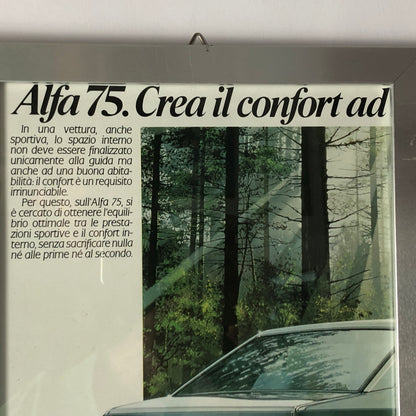 Alfa 75. Crea il confort ad
In una vettura, anche
sportiva, lo spazio interno
non deve essere finalizzato
unicamente alla guida ma
anche ad una buona abita-
bilità: il confort è un requisito
irrinunciabile.
Per questo, sull'Alfa 75, si
è cercato di ottenere l'equili-
brio ottimale tra le presta-
zioni sportive e il confort in-
terno, senza sacrificare nulla
né alle prime né al secondo.